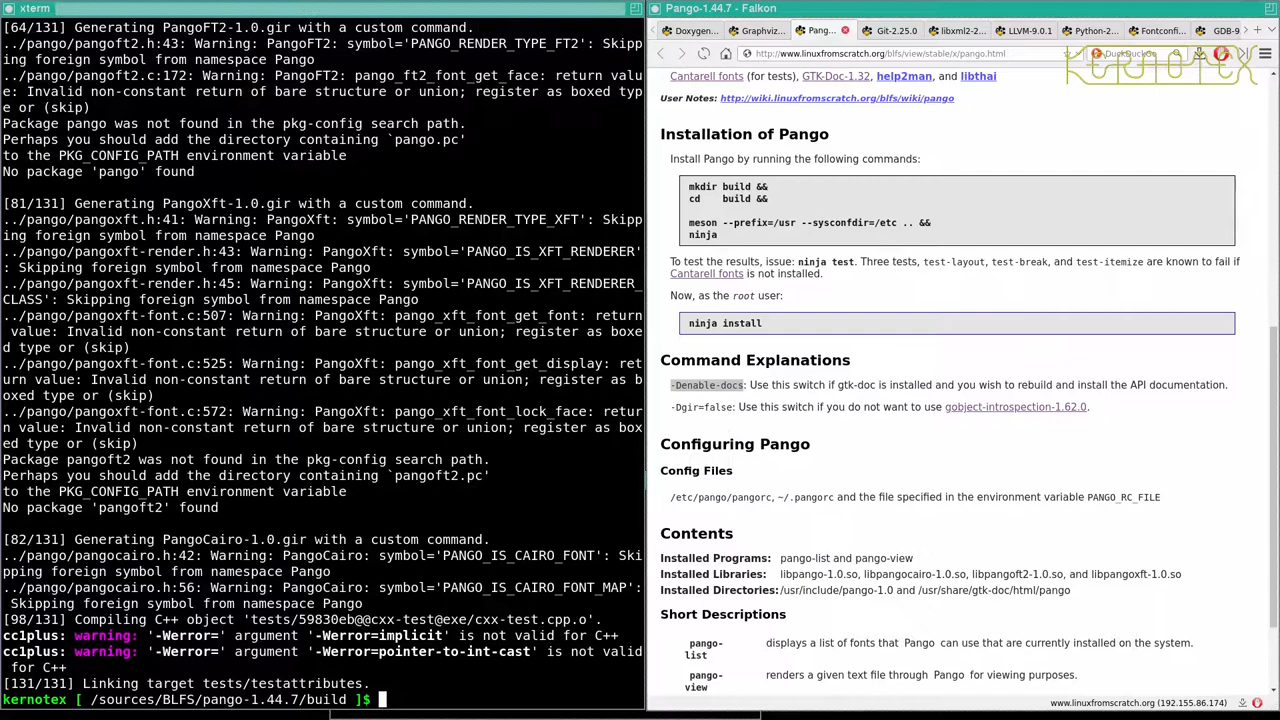 xterm
[64/131] Generating PangoFT2-1.0.gir with a custom command.
../pango/pangoft2.h:43: Warning: PangoFT2: symbol='PANGO_RENDER_TYPE_FT2': Skipp
ing foreign symbol from namespace Pango
../pango/pangoft2.c:172: Warning: PangoFT2: pango_ft2_font_get_face: return valu
e: Invalid non-constant return of bare structure or union; register as boxed typ
e or (skip)
Package pango was not found in the pkg-config search path.
Perhaps you should add the directory containing `pango.pc'
to the PKG_CONFIG_PATH environment variable
No package 'pango' found
[81/131] Generating PangoXft-1.0.gir with a custom command.
../pango/pangoxft.h:41: Warning: PangoXft: symbol='PANGO_RENDER_TYPE_XFT': Skipp
ing foreign symbol from namespace Pango
../pango/pangoxft-render.h:43: Warning: PangoXft: symbol='PANGO_IS_XFT_RENDERER'
: Skipping foreign symbol from namespace Pango
../pango/pangoxft-render.h:45: Warning: PangoXft: symbol='PANGO_IS_XFT_RENDERER_
CLASS': Skipping foreign symbol from namespace Pango
../pango/pangoxft-font.c:507: Warning: PangoXft: pango_xft_font_get_font: return
 value: Invalid non-constant return of bare structure or union; register as boxe
d type or (skip)
../pango/pangoxft-font.c:525: Warning: PangoXft: pango_xft_font_get_display: ret
urn value: Invalid non-constant return of bare structure or union; register as b
oxed type or (skip)
../pango/pangoxft-font.c:572: Warning: PangoXft: pango_xft_font_lock_face: retur
n value: Invalid non-constant return of bare structure or union; register as box
ed type or (skip)
Package pangoft2 was not found in the pkg-config search path.
Perhaps you should add the directory containing `pangoft2.pc'
to the PKG_CONFIG_PATH environment variable
No package 'pangoft2' found
[82/131] Generating PangoCairo-1.0.gir with a custom command.
../pango/pangocairo.h:42: Warning: PangoCairo: symbol='PANGO_IS_CAIRO_FONT': Ski
pping foreign symbol from namespace Pango
../pango/pangocairo.h:56: Warning: PangoCairo: symbol='PANGO_IS_CAIRO_FONT_MAP':
 Skipping foreign symbol from namespace Pango
[98/131] Compiling C++ object 'tests/59830eb@@cxx-test@exe/cxx-test.cpp.o'.
cc1plus: warning: '-Werror=' argument '-Werror=implicit' is not valid for C++
cc1plus: warning: '-Werror=' argument '-Werror=pointer-to-int-cast' is not valid
 for C++
[131/131] Linking target tests/testattributes.
kernotex [ /sources/BLFS/pango-1.44.7/build ]$
Pango-1.44.7 - Falkon
Doxygen... Graphviz... Pang... Git-2.25.0 libxml2-2... LLVM-9.0.1 Python-2... Fontconfi... GDB-9
http://www.linuxfromscratch.org/blfs/view/stable/x/pango.html DuckDuckGo
KERNOTEX
Cantarell fonts (for tests), GTK-Doc-1.32, help2man, and libthai
User Notes: http://wiki.linuxfromscratch.org/blfs/wiki/pango
Installation of Pango
Install Pango by running the following commands:
mkdir build &&
cd    build &&
meson --prefix=/usr --sysconfdir=/etc .. &&
ninja
To test the results, issue: ninja test. Three tests, test-layout, test-break, and test-itemize are known to fail if
Cantarell fonts is not installed.
Now, as the root user:
ninja install
Command Explanations
-Denable-docs: Use this switch if gtk-doc is installed and you wish to rebuild and install the API documentation.
-Dgir=false: Use this switch if you do not want to use gobject-introspection-1.62.0.
Configuring Pango
Config Files
/etc/pango/pangorc, ~/.pangorc and the file specified in the environment variable PANGO_RC_FILE
Contents
Installed Programs: pango-list and pango-view
Installed Libraries: libpango-1.0.so, libpangocairo-1.0.so, libpangoft2-1.0.so, and libpangoxft-1.0.so
Installed Directories: /usr/include/pango-1.0 and /usr/share/gtk-doc/html/pango
Short Descriptions
pango-list displays a list of fonts that Pango can use that are currently installed on the system.
pango-view renders a given text file through Pango for viewing purposes.
www.linuxfromscratch.org (192.155.86.174)